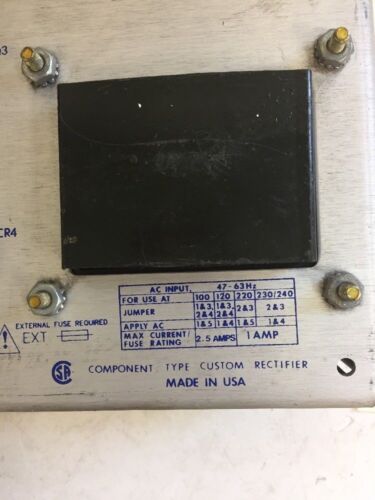 CR4
AC INPUT, 47-63Hz
FOR USE AT 100 120 220 230/240
JUMPER 1&3, 2&4 1&3, 2&4 2&3 2&3
APPLY AC 1&5 1&4 1&5 1&4
MAX CURRENT/ FUSE RATING 2.5 AMPS 1 AMP
EXTERNAL FUSE REQUIRED
EXT
SA COMPONENT TYPE CUSTOM RECTIFIER
MADE IN USA